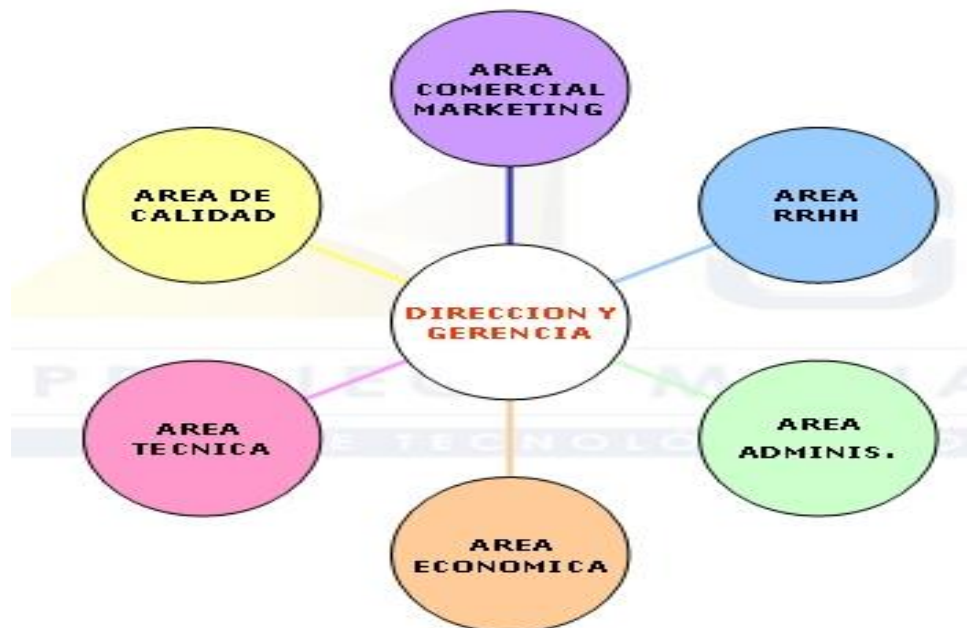 AREA
COMERCIAL
MARKETING
AREA DE
CALIDAD
AREA
RRHH
DIRECCION Y
GERENCIA
AREA
TECNICA
AREA
ADMINIS.
AREA
ECONOMICA